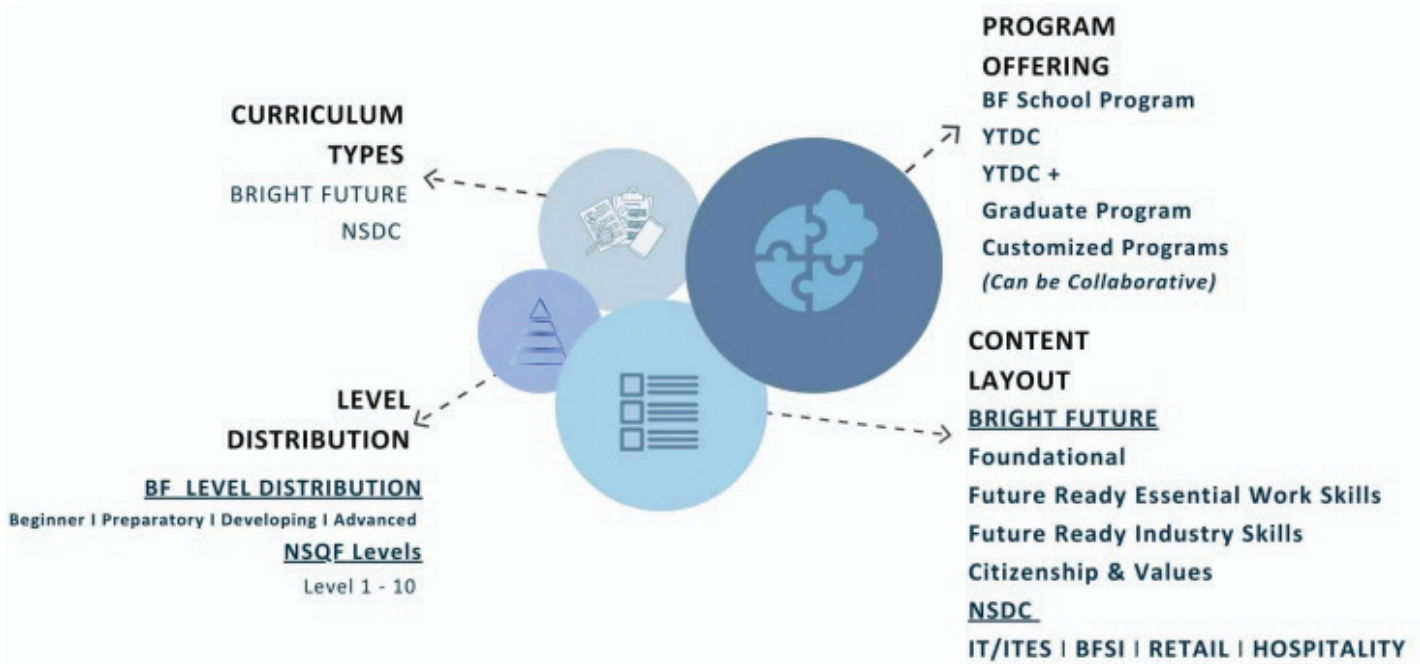 CURRICULUM
TYPES
BRIGHT FUTURE
NSDC
LEVEL
DISTRIBUTION
BF LEVEL DISTRIBUTION
Beginner I Preparatory I Developing I Advanced
NSQF Levels
Level 1 - 10
PROGRAM
OFFERING
BF School Program
YTDC
YTDC +
Graduate Program
Customized Programs
(Can be Collaborative)
CONTENT
LAYOUT
BRIGHT FUTURE
Foundational
Future Ready Essential Work Skills
Future Ready Industry Skills
Citizenship & Values
NSDC
IT/ITES I BFSI I RETAIL I HOSPITALITY